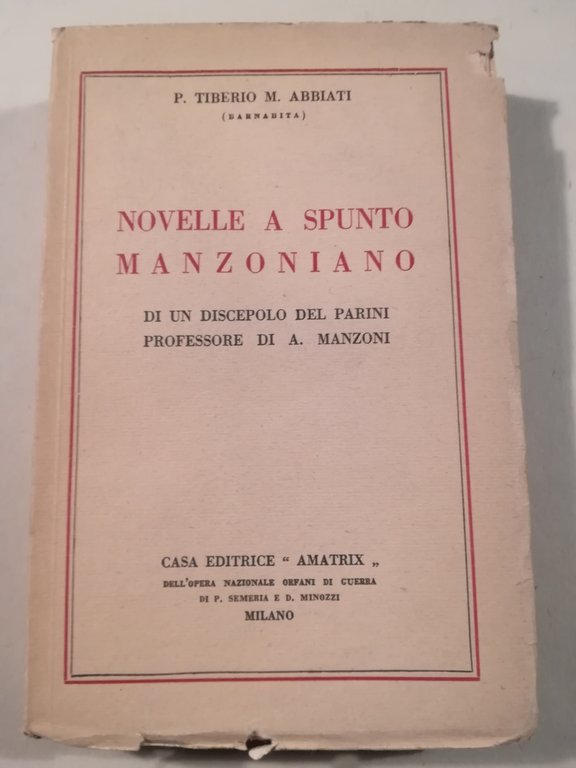 P. TIBERIO M. ABBIATI
(BARNABITA)
NOVELLE A SPUNTO
MANZONIANO
DI UN DISCEPOLO DEL PARINI
PROFESSORE DI A. MANZONI
CASA EDITRICE “ AMATRIX „
DELL'OPERA NAZIONALE ORFANI DI GUERRA
DI P. SEMERIA E D. MINOZZI
MILANO